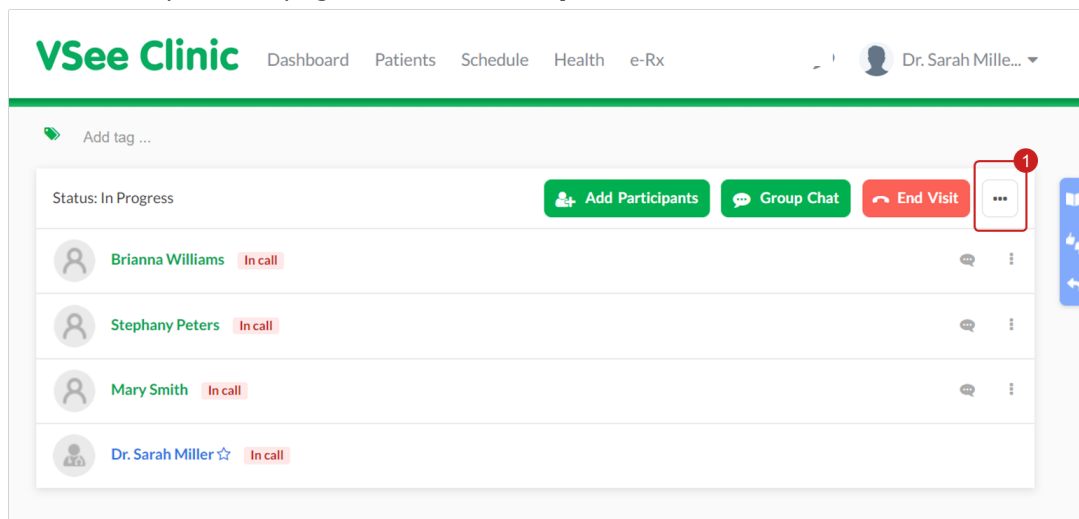 VSee Clinic Dashboard Patients Schedule Health e-Rx Dr. Sarah Mille...
Add tag ...
1
Status: In Progress Add Participants Group Chat End Visit ...
Brianna Williams In call
Stephany Peters In call
Mary Smith In call
Dr. Sarah Miller In call